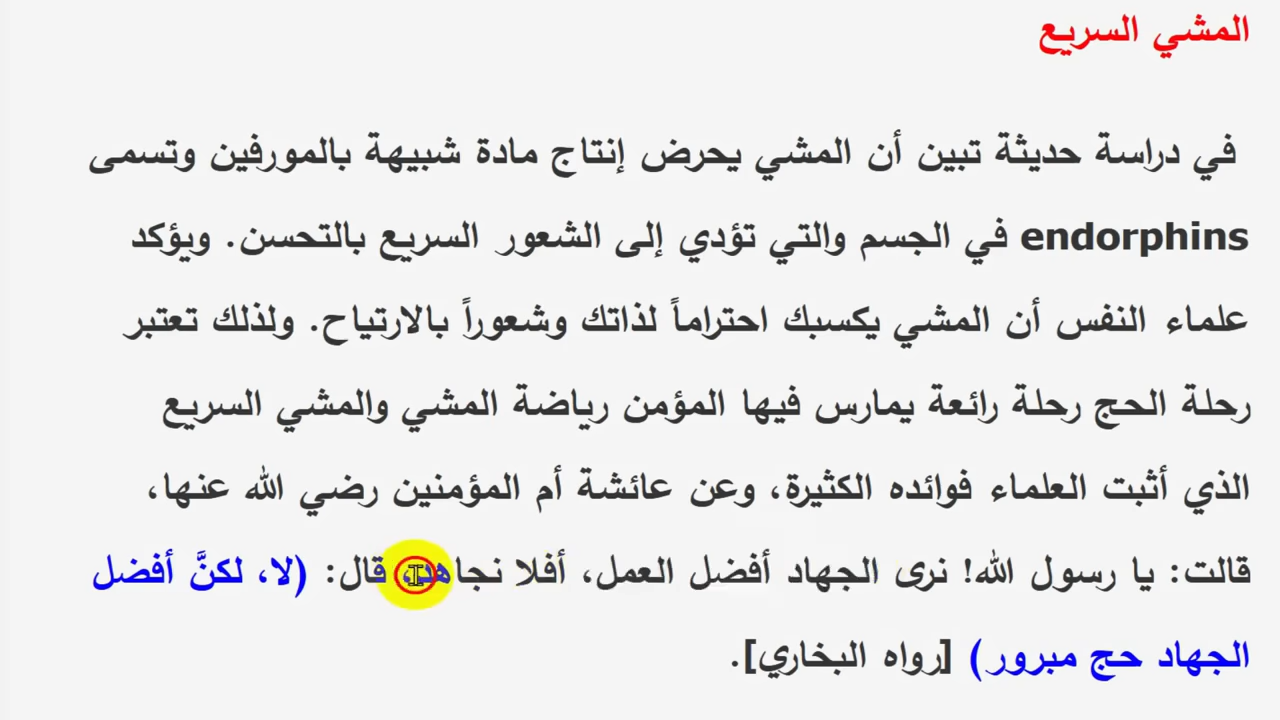 المشي السريع
في دراسة حديثة تبين أن المشي يحرض إنتاج مادة شبيهة بالمورفين وتسمى
endorphins في الجسم والتي تؤدي إلى الشعور السريع بالتحسن. ويؤكد
علماء النفس أن المشي يكسبك احتراماً لذاتك وشعوراً بالارتياح. ولذلك تعتبر
رحلة الحج رحلة رائعة يمارس فيها المؤمن رياضة المشي والمشي السريع
الذي أثبت العلماء فوائده الكثيرة، وعن عائشة أم المؤمنين رضي الله عنها،
قالت: يا رسول الله! نرى الجهاد أفضل العمل، أفلا نجاهد، قال: (لا، لكنَّ أفضل
الجهاد حج مبرور) [رواه البخاري].